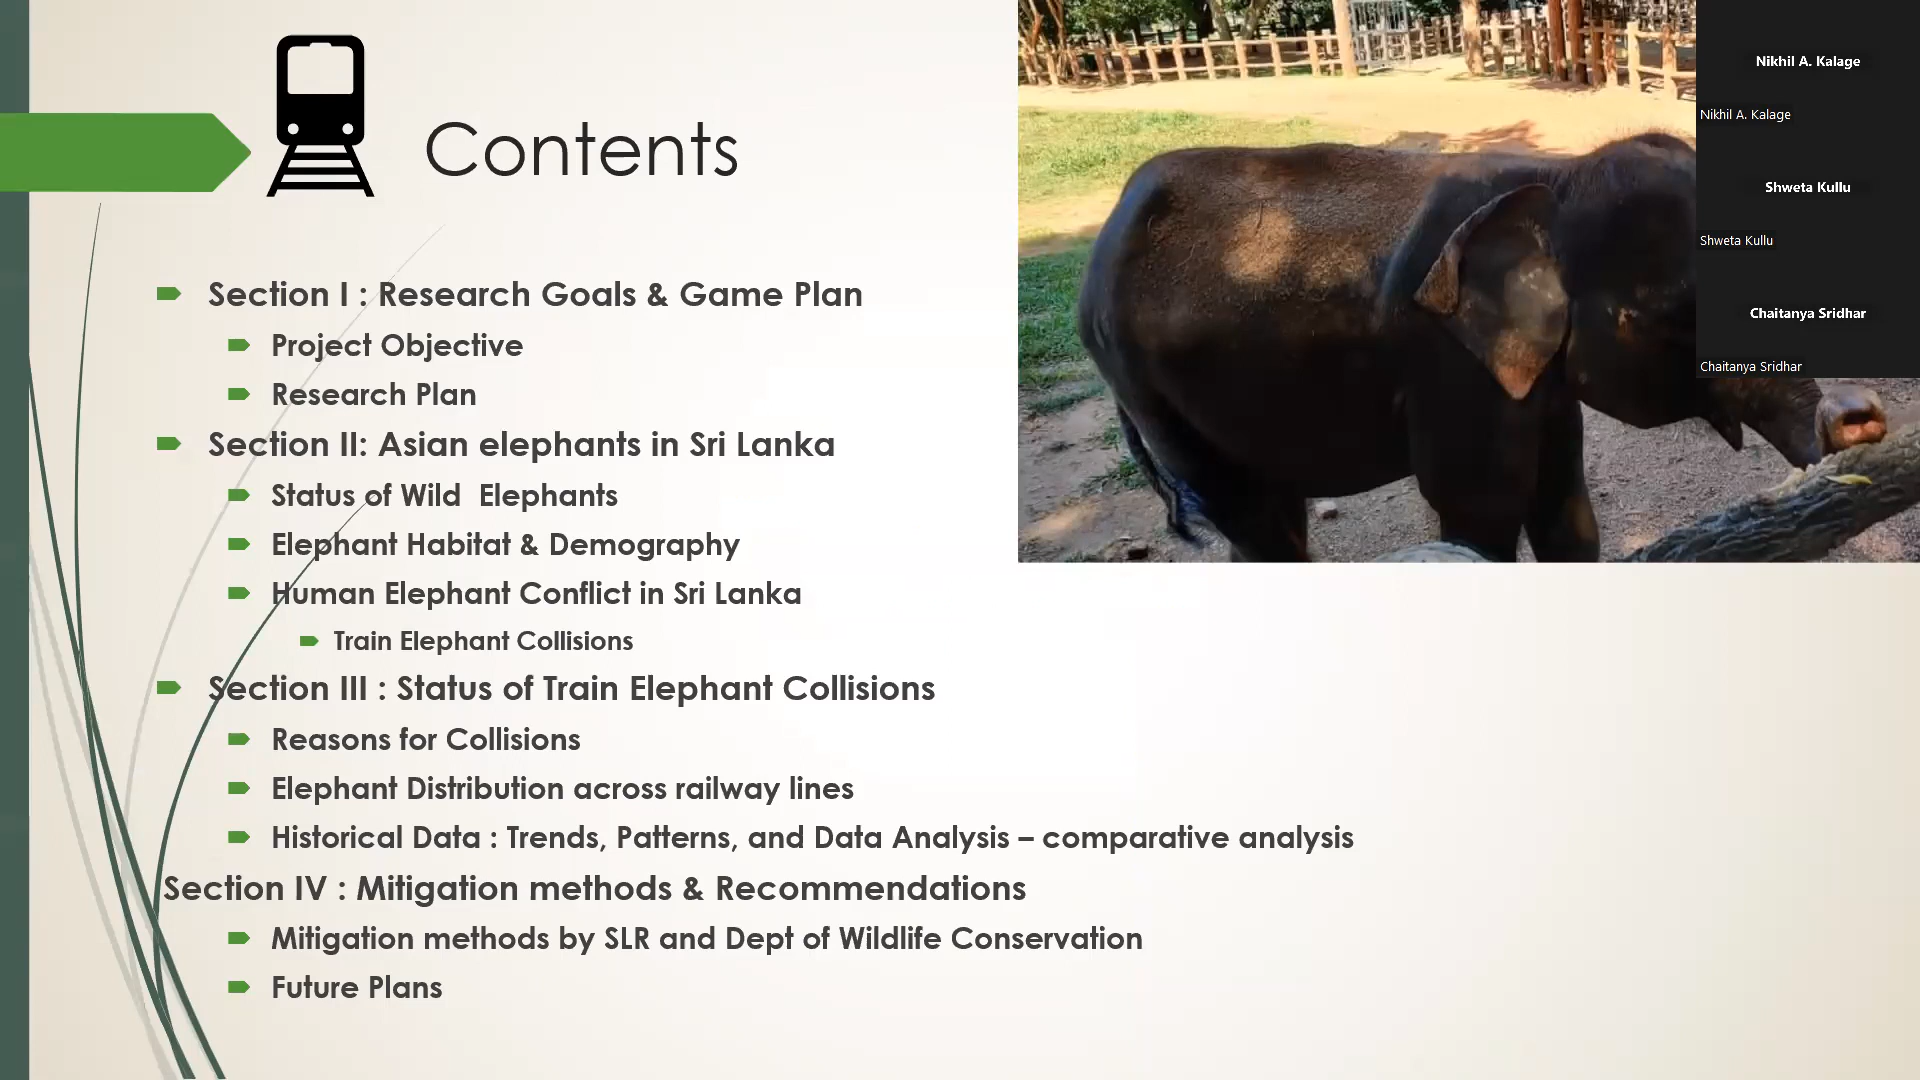 Contents
Section I : Research Goals & Game Plan
Project Objective
Research Plan
Section II: Asian elephants in Sri Lanka
Status of Wild  Elephants
Elephant Habitat & Demography
Human Elephant Conflict in Sri Lanka
Train Elephant Collisions
Section III : Status of Train Elephant Collisions
Reasons for Collisions
Elephant Distribution across railway lines
Historical Data : Trends, Patterns, and Data Analysis – comparative analysis
Section IV : Mitigation methods & Recommendations
Mitigation methods by SLR and Dept of Wildlife Conservation
Future Plans
Nikhil A. Kalage
Nikhil A. Kalage
Shweta Kullu
Shweta Kullu
Chaitanya Sridhar
Chaitanya Sridhar